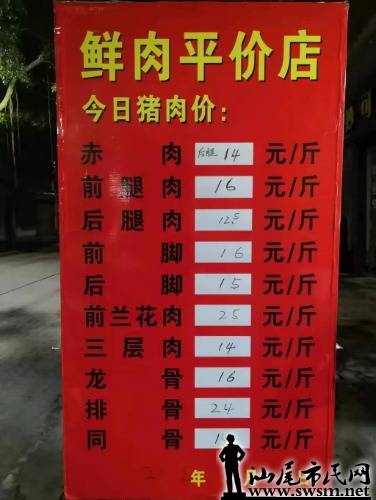 鲜肉平价店
今日猪肉价：
赤肉 后腿 14 元/斤
前腿肉 16 元/斤
后腿肉 12.5 元/斤
前脚 16 元/斤
后脚 15 元/斤
前兰花肉 25 元/斤
三层肉 14 元/斤
龙骨 16 元/斤
排骨 24 元/斤
同骨 元/斤
年
汕尾市民网
www.swsm.net